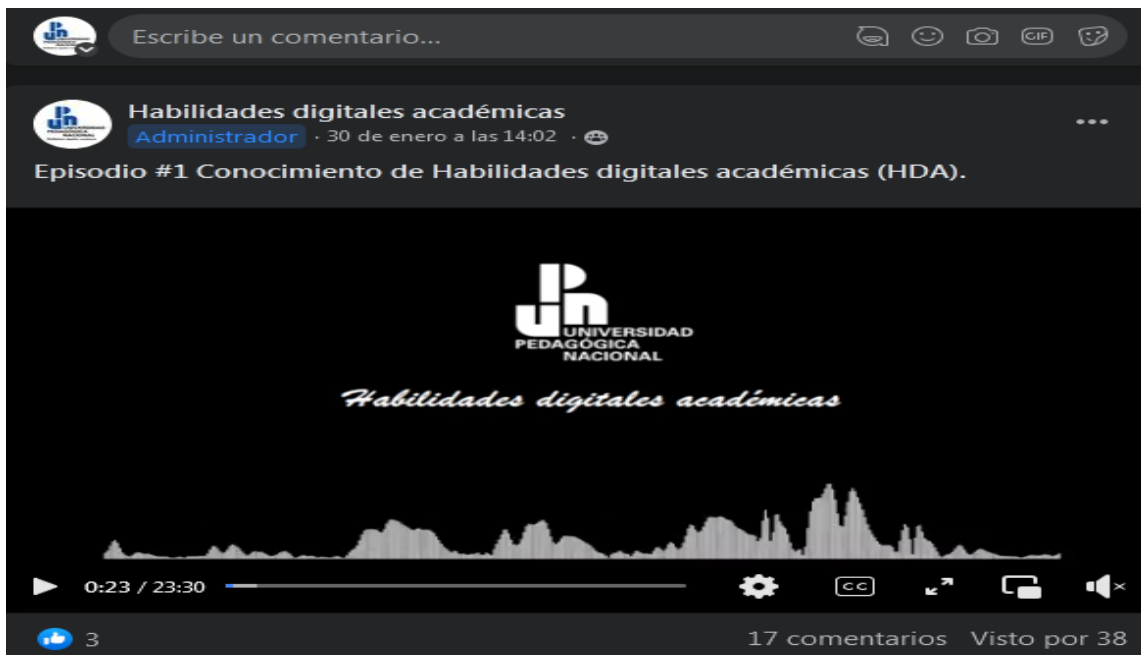 Escribe un comentario...
GIF
Habilidades digitales académicas
Administrador · 30 de enero a las 14:02 ·
Episodio #1 Conocimiento de Habilidades digitales académicas (HDA).
UNIVERSIDAD
PEDAGÓGICA
NACIONAL
Habilidades digitales académicas
0:23 / 23:30
CC
3
17 comentarios Visto por 38